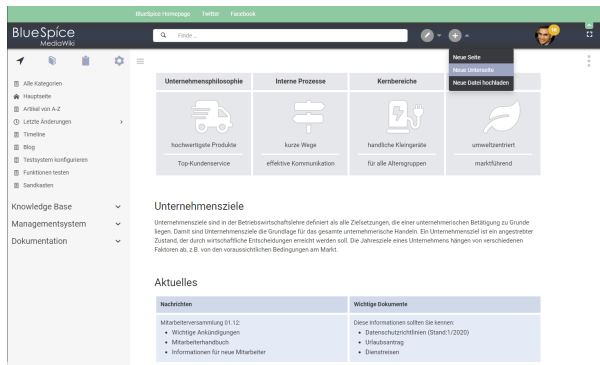 BlueSpice Homepage Twitter Facebook
BlueSpice
MediaWiki
Finde ...
Neue Seite
Neue Unterseite
Neue Datei hochladen
Alle Kategorien
Hauptseite
Artikel von A-Z
Letzte Änderungen
Timeline
Blog
Testsystem konfigurieren
Funktionen testen
Sandkasten
Knowledge Base
Managementsystem
Dokumentation
Unternehmensphilosophie Interne Prozesse Kernbereiche
hochwertigste Produkte kurze Wege handliche Kleingeräte umweltzentriert
Top-Kundenservice effektive Kommunikation für alle Altersgruppen marktführend
Unternehmensziele
Unternehmensziele sind in der Betriebswirtschaftslehre definiert als alle Zielsetzungen, die einer unternehmerischen Betätigung zu Grunde
liegen. Damit sind Unternehmensziele die Grundlage für das gesamte unternehmerische Handeln. Ein Unternehmensziel ist ein angestrebter
Zustand, der durch wirtschaftliche Entscheidungen erreicht werden soll. Die Jahresziele eines Unternehmens hängen von verschiedenen
Faktoren ab, z.B. von den voraussichtlichen Bedingungen am Markt.
Aktuelles
Nachrichten Wichtige Dokumente
Mitarbeiterversammlung 01.12: Diese Informationen sollten Sie kennen:
• Wichtige Ankündigungen • Datenschutzrichtlinien (Stand:1/2020)
• Mitarbeiterhandbuch • Urlaubsantrag
• Informationen für neue Mitarbeiter • Dienstreisen